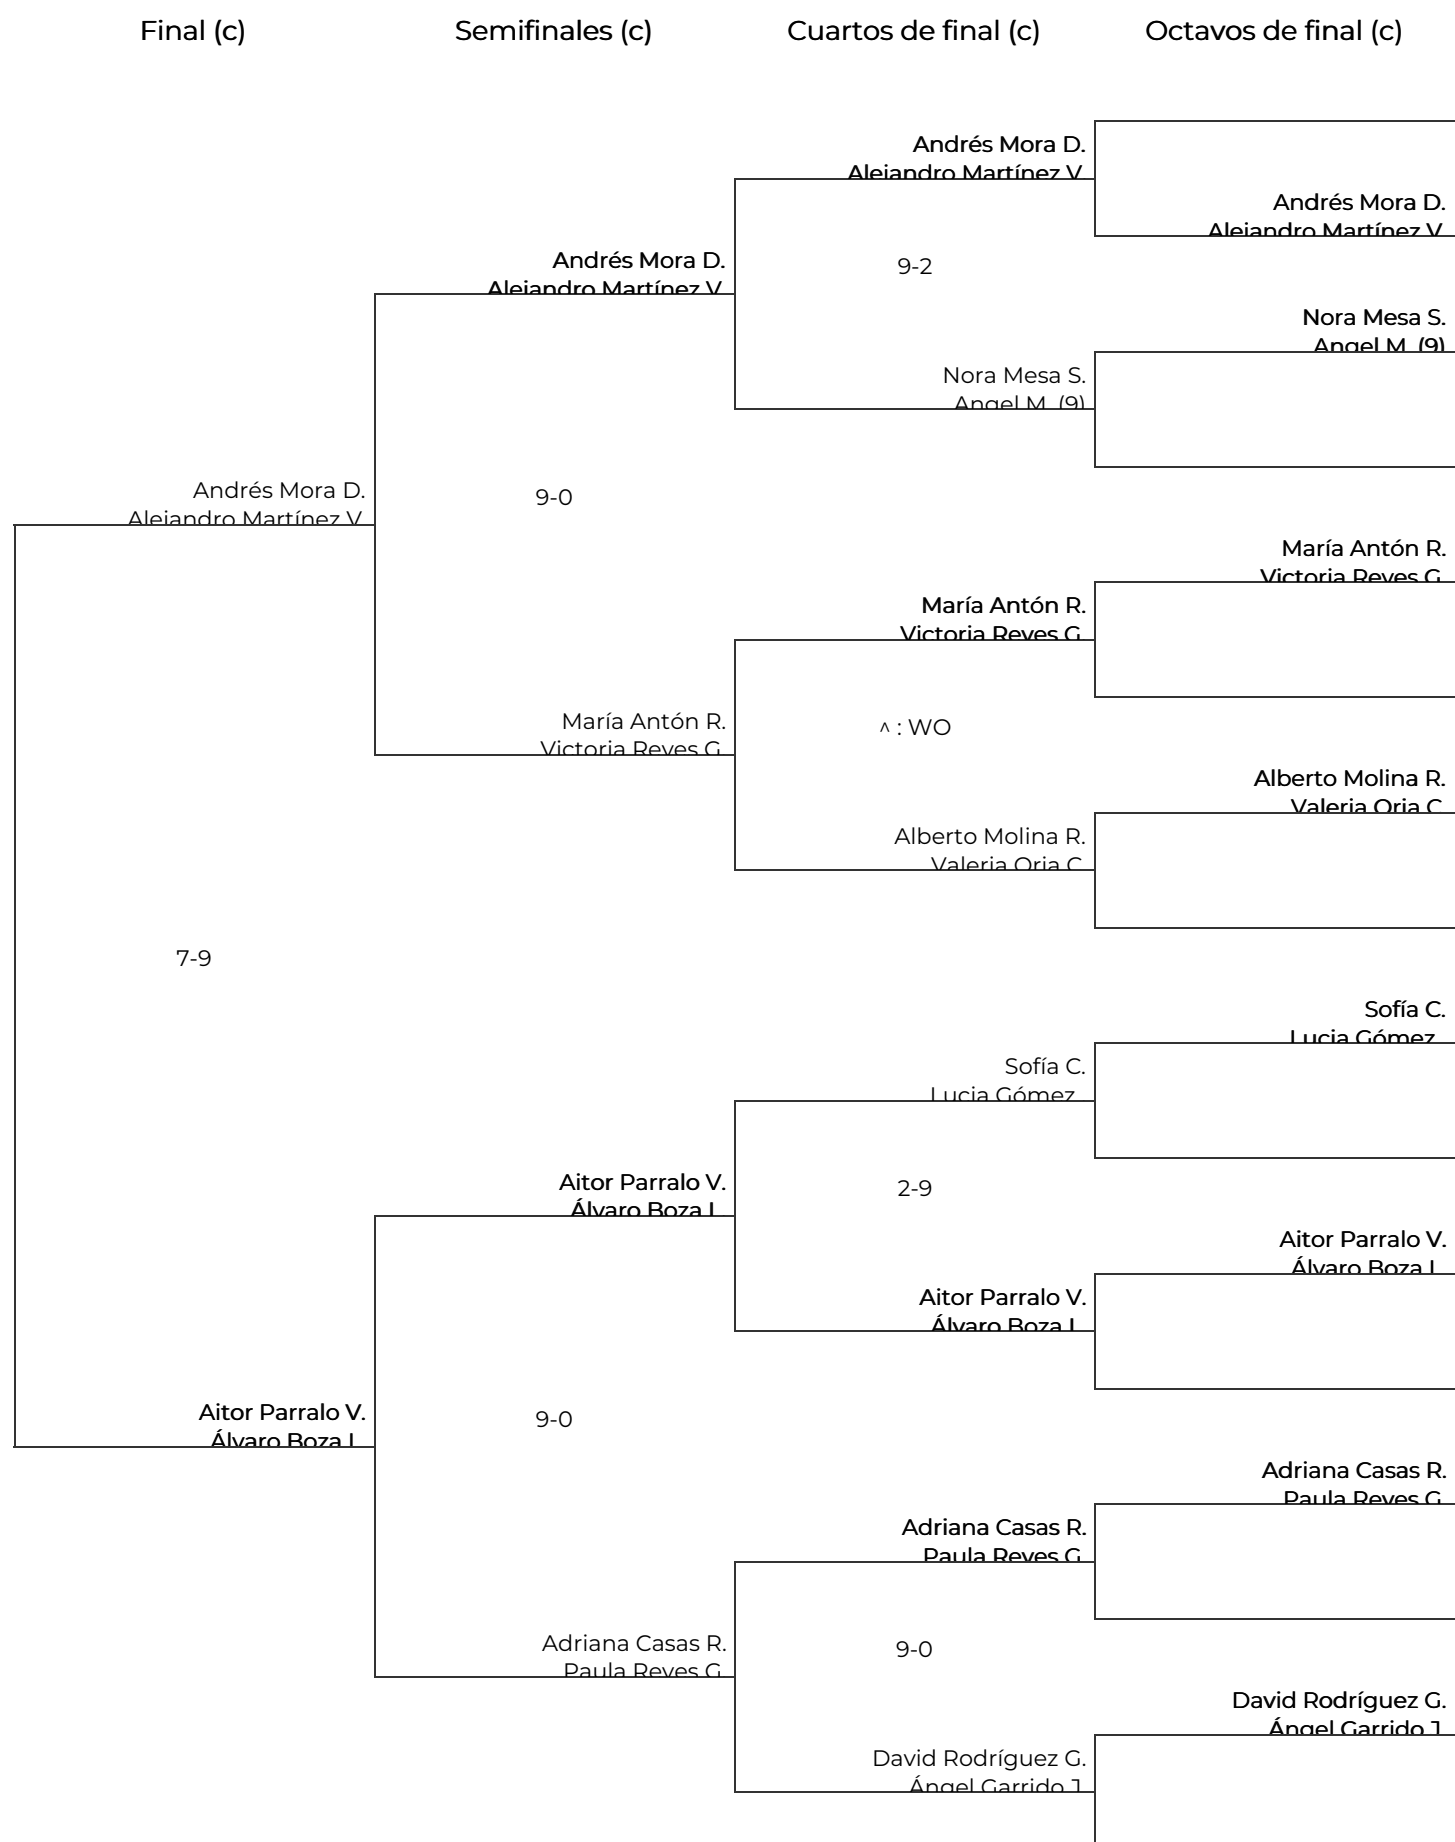 Final (c)
Semifinales (c)
Cuartos de final (c)
Octavos de final (c)
Andrés Mora D.
Alejandro Martínez V.
Andrés Mora D.
Alejandro Martínez V.
9-2
Andrés Mora D.
Alejandro Martínez V.
Nora Mesa S.
Angel M. (9)
Nora Mesa S.
Angel M. (9)
Andrés Mora D.
Alejandro Martínez V.
9-0
María Antón R.
Victoria Reyes G.
María Antón R.
Victoria Reyes G.
María Antón R.
Victoria Reyes G.
^ : WO
Alberto Molina R.
Valeria Oria C.
Alberto Molina R.
Valeria Oria C.
7-9
Sofía C.
Lucia Gómez
Sofía C.
Lucia Gómez
Aitor Parralo V.
Álvaro Boza L.
2-9
Aitor Parralo V.
Álvaro Boza L.
Aitor Parralo V.
Álvaro Boza L.
Aitor Parralo V.
Álvaro Boza L.
9-0
Adriana Casas R.
Paula Reyes G.
Adriana Casas R.
Paula Reyes G.
Adriana Casas R.
Paula Reyes G.
9-0
David Rodríguez G.
Ángel Garrido J.
David Rodríguez G.
Ángel Garrido J.